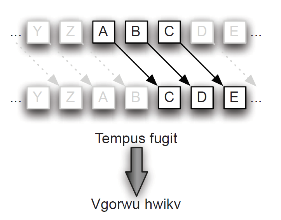 ... Y Z A B C D E ...
... Y Z A B C D E ...
Tempus fugit
Vgorwu hwikv